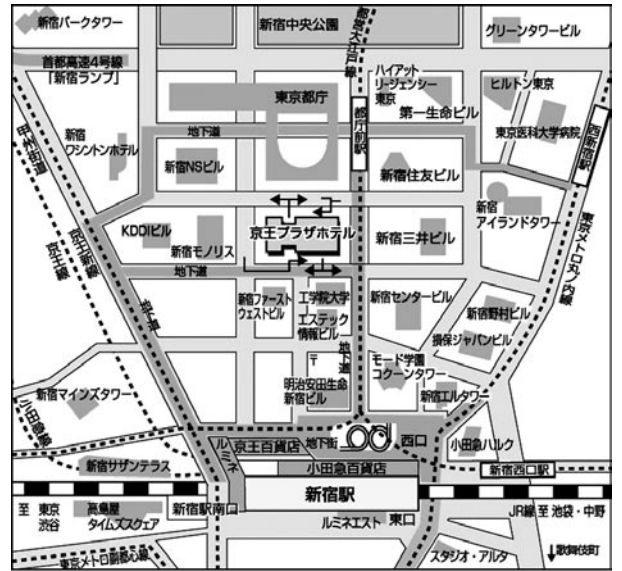 新宿パークタワー
新宿中央公園
都営大江戸線
グリーンタワービル
首都高速4号線
「新宿ランプ」
東京都庁
ハイアット
リージェンシー
東京
ヒルトン東京
第一生命ビル
都庁前駅
西新宿駅
甲州街道
新宿
ワシントンホテル
地下道
東京医科大学病院
新宿NSビル
新宿住友ビル
新宿
アイランドタワー
東京メトロ丸ノ内線
KDDIビル
新宿モノリス
京王プラザホテル
新宿三井ビル
京王新線
京王線
地下道
地下道
新宿ファースト
ウェストビル
工学院大学
エステック
情報ビル
新宿センタービル
新宿野村ビル
損保ジャパンビル
地下道
〒
モード学園
コクーンタワー
明治安田生命
新宿ビル
新宿エルタワー
新宿マインズタワー
小田急線
ルミネ
京王百貨店
地下街
西口
小田急ハルク
新宿サザンテラス
小田急百貨店
新宿西口駅
新宿駅
至 東京
渋谷
高島屋
タイムズスクエア
新宿駅南口
ルミネエスト
東口
JR線 至 池袋・中野
東京メトロ副都心線
スタジオ・アルタ
↓歌舞伎町